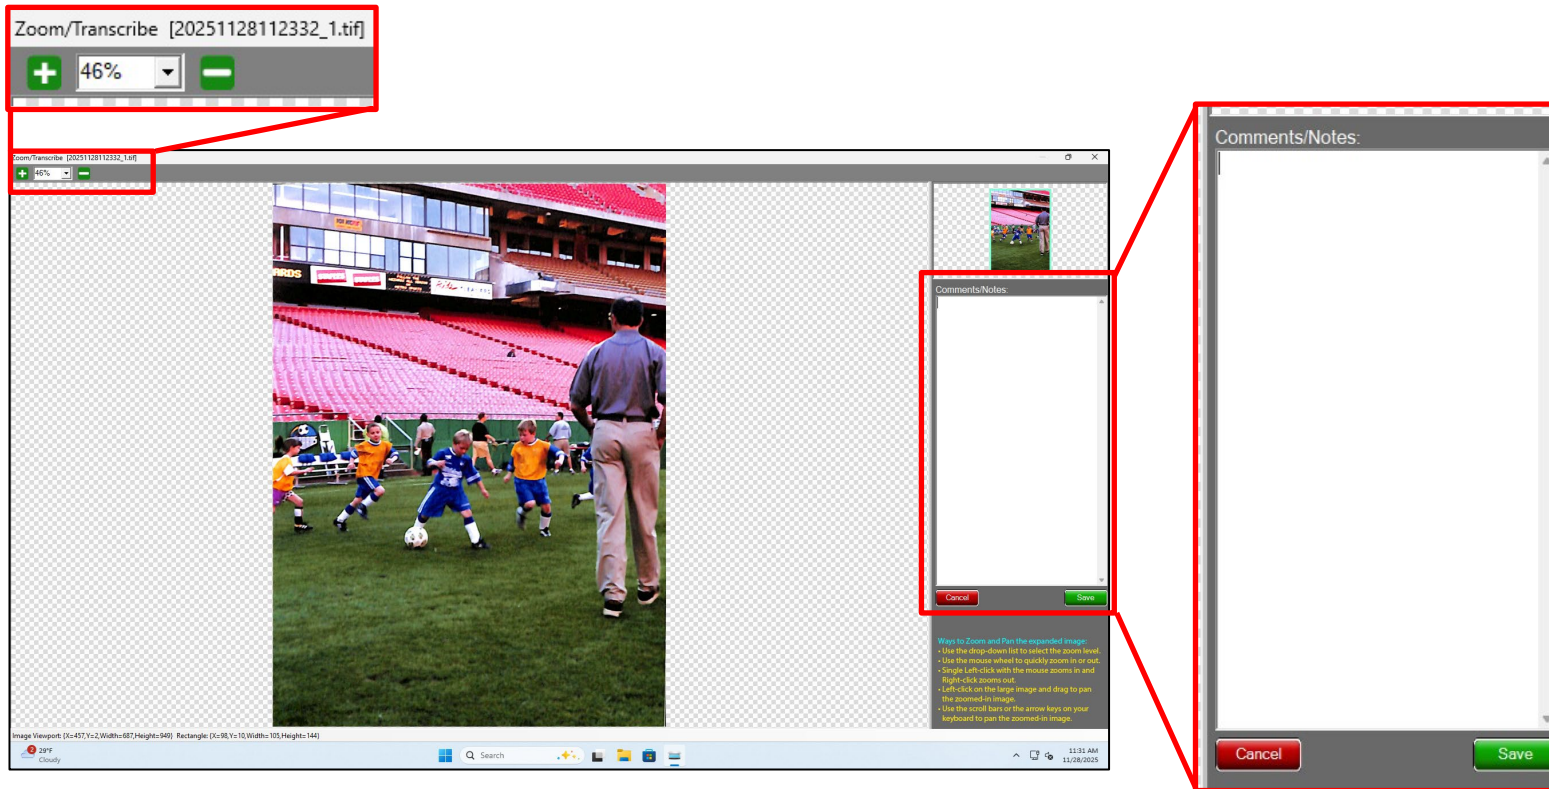 Zoom/Transcribe [20251128112332_1.tif]
46%
Zoom/Transcribe [20251128112332_1.tif]
46%
Comments/Notes:
Cancel
Save
Ways to Zoom and Pan the expanded image:
• Use the drop-down list to select the zoom level.
• Use the mouse wheel to quickly zoom in or out.
• Single Left-click with the mouse zooms in and
Right-click zooms out.
• Left-click on the large image and drag to pan
the zoomed-in image.
• Use the scroll bars or the arrow keys on your
keyboard to pan the zoomed-in image.
Image Viewport: {X=457,Y=2,Width=687,Height=949} Rectangle: {X=98,Y=10,Width=105,Height=144}
2
29°F
Cloudy
Search
11:31 AM
11/28/2025
Comments/Notes:
Cancel
Save